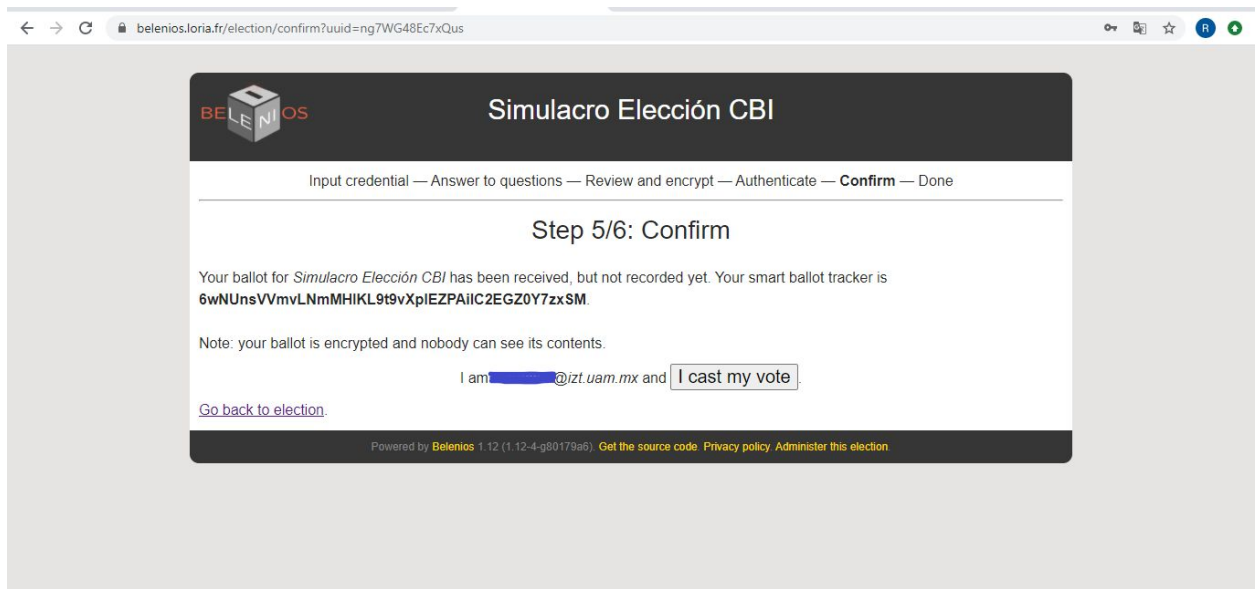 belenios.loria.fr/election/confirm?uuid=ng7WG48Ec7xQus
R
BELENIOS
Simulacro Elección CBI
Input credential — Answer to questions — Review and encrypt — Authenticate — Confirm — Done
Step 5/6: Confirm
Your ballot for Simulacro Elección CBI has been received, but not recorded yet. Your smart ballot tracker is
6wNUnsVVmvLNmMHIKL9t9vXpIEZPAilC2EGZ0Y7zxSM.
Note: your ballot is encrypted and nobody can see its contents.
I am @izt.uam.mx and I cast my vote.
Go back to election.
Powered by Belenios 1.12 (1.12-4-g80179a6). Get the source code. Privacy policy. Administer this election.